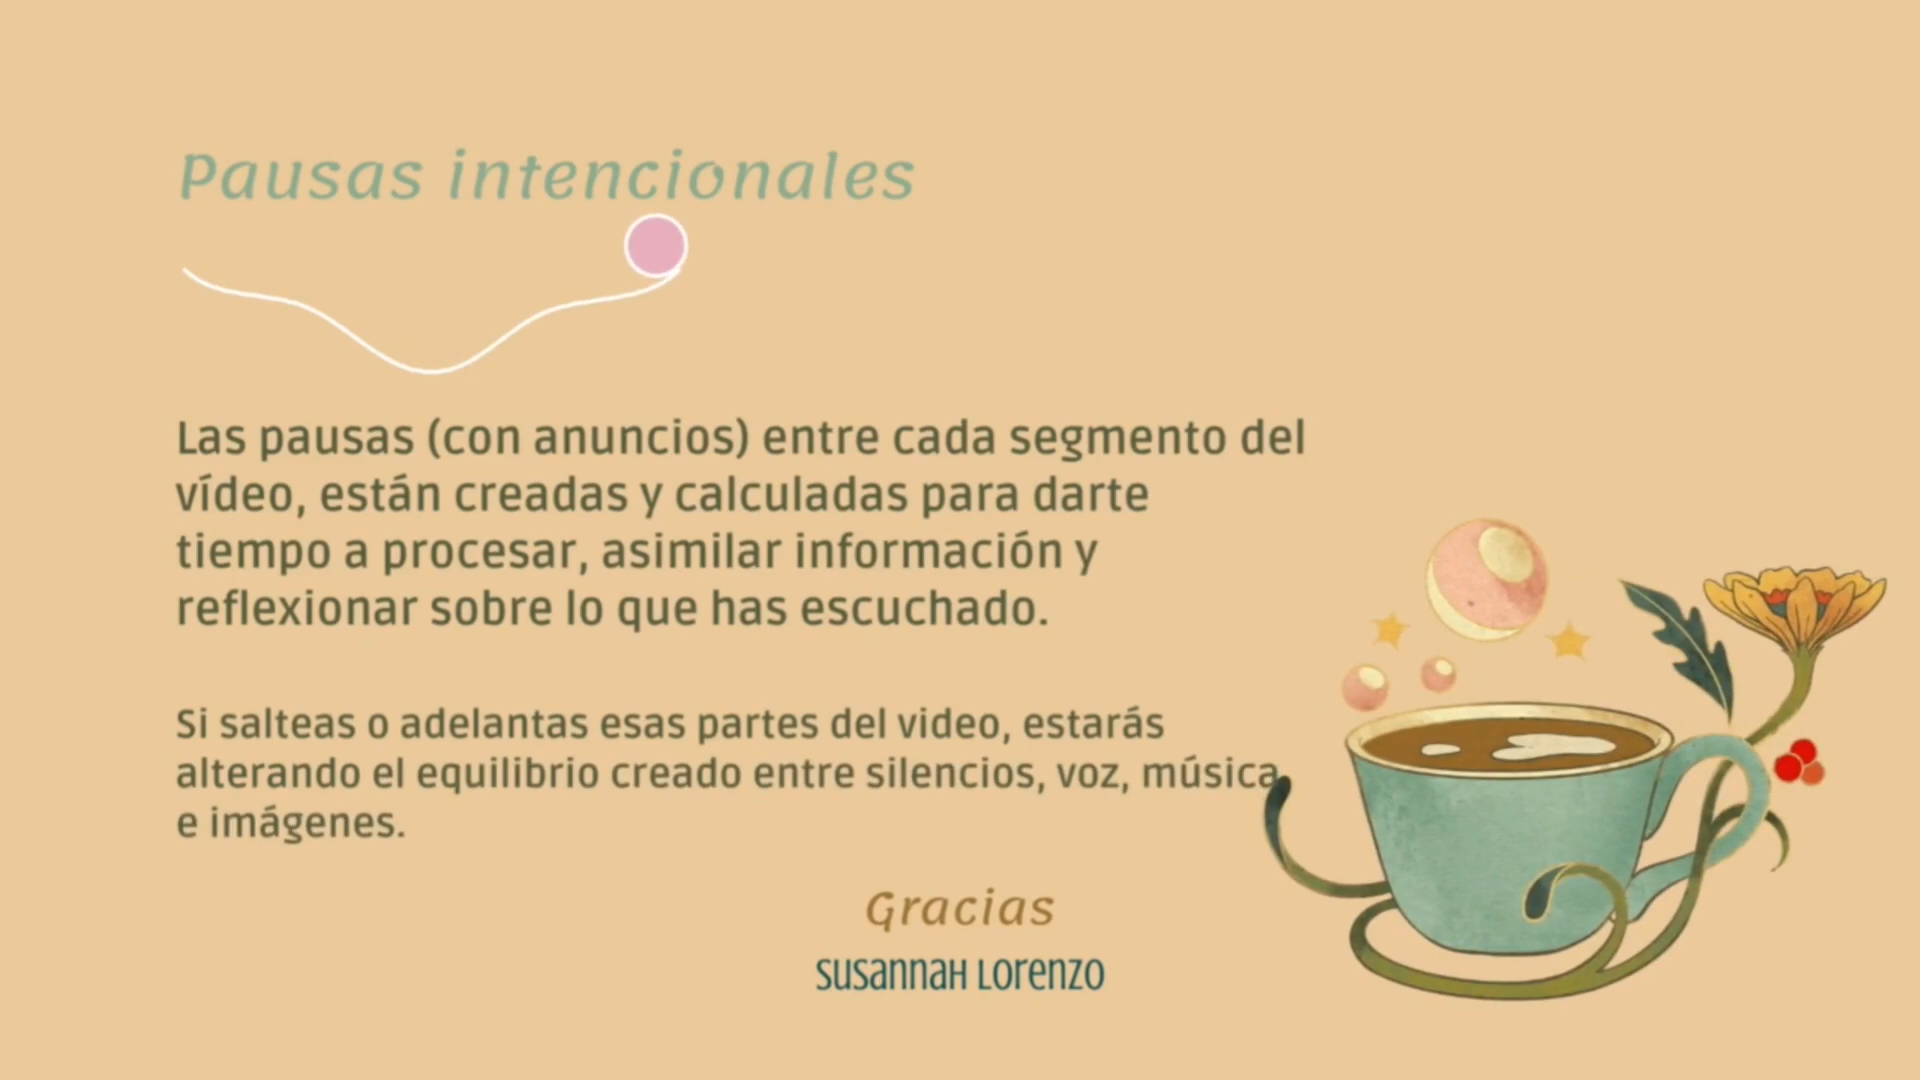 Pausas intencionales
Las pausas (con anuncios) entre cada segmento del
vídeo, están creadas y calculadas para darte
tiempo a procesar, asimilar información y
reflexionar sobre lo que has escuchado.
Si salteas o adelantas esas partes del video, estarás
alterando el equilibrio creado entre silencios, voz, música
e imágenes.
Gracias
susannaH Lorenzo